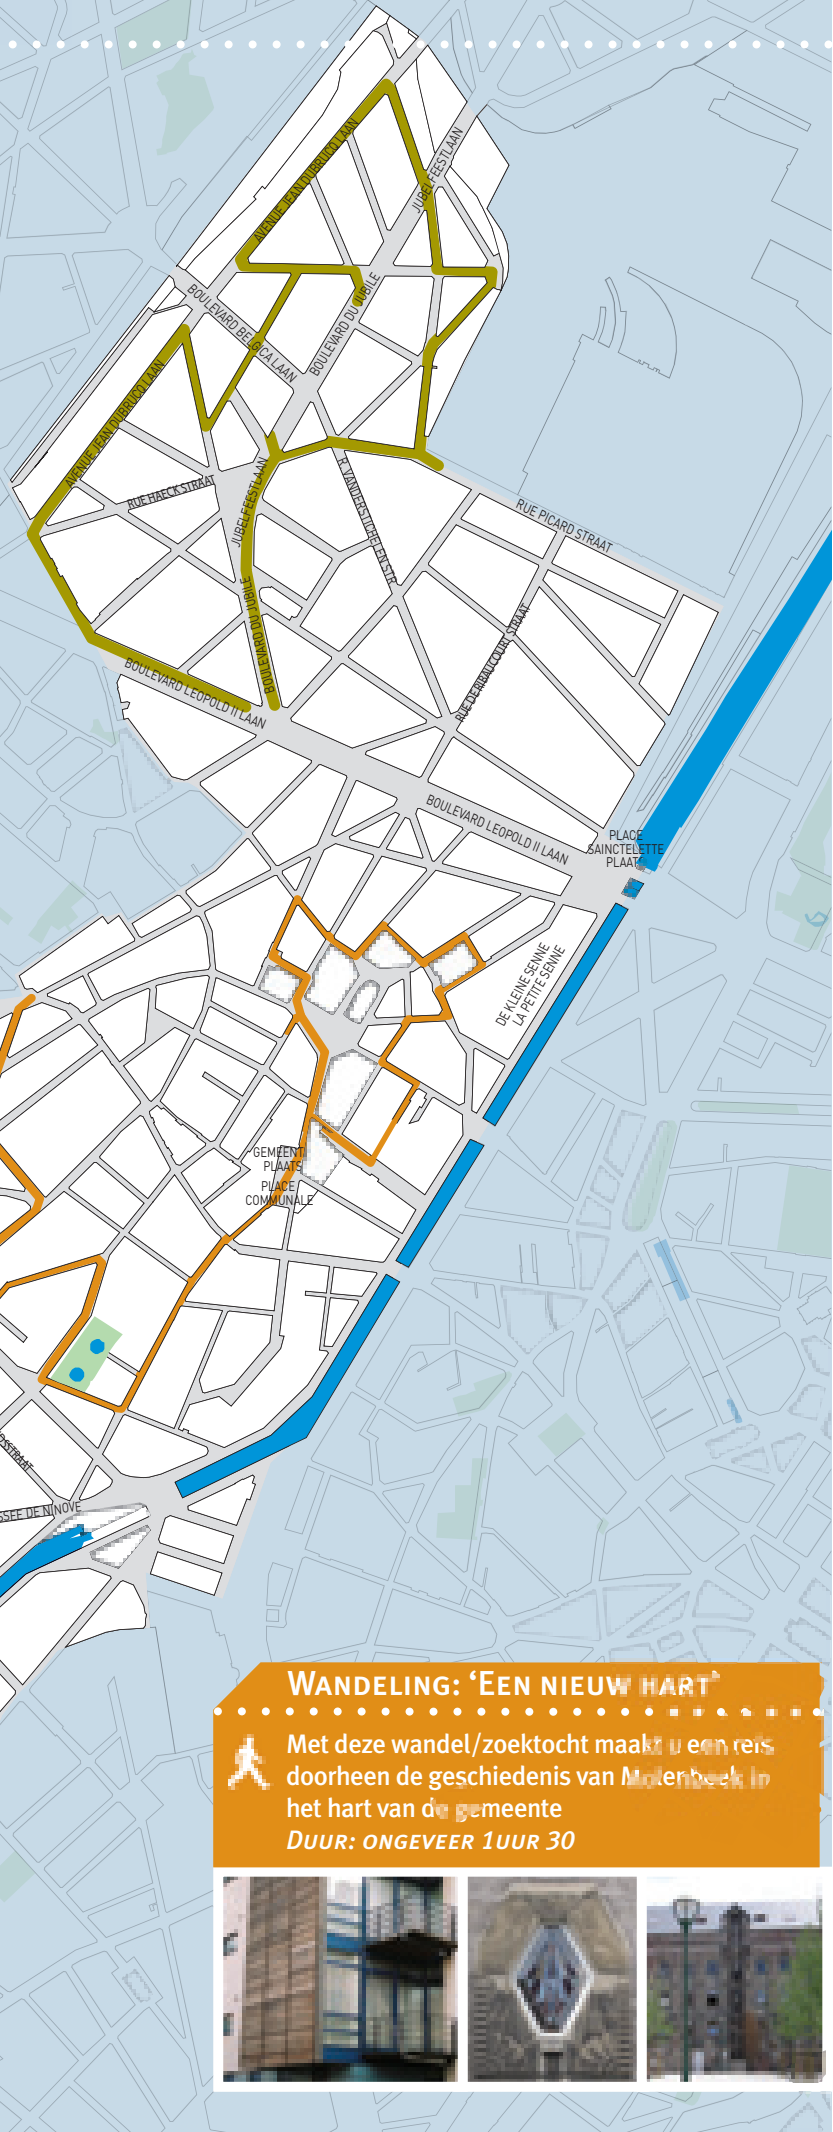 AVENUE JEAN DUBRUCQ LAAN
JUBELFEESTLAAN
BOULEVARD DU JUBILE
BOULEVARD BELGICA LAAN
AVENUE JEAN DUBRUCQ LAAN
RUE HAECK STRAAT
JUBELFEESTLAAN
R. VANDERSTICHELEN STR.
RUE PICARD STRAAT
BOULEVARD DU JUBILE
RUE DE RIBAUCOURT STRAAT
BOULEVARD LEOPOLD II LAAN
BOULEVARD LEOPOLD II LAAN
PLACE
SAINCTELETTE
PLAATS
DE KLEINE SENNE
LA PETITE SENNE
GEMEENTE
PLAATS
PLACE
COMMUNALE
OSSTRAAT
SSEE DE NINOVE
WANDELING: ‘EEN NIEUW HART’
Met deze wandel/zoektocht maakt u een reis
doorheen de geschiedenis van Molenbeek in
het hart van de gemeente
DUUR: ONGEVEER 1UUR 30